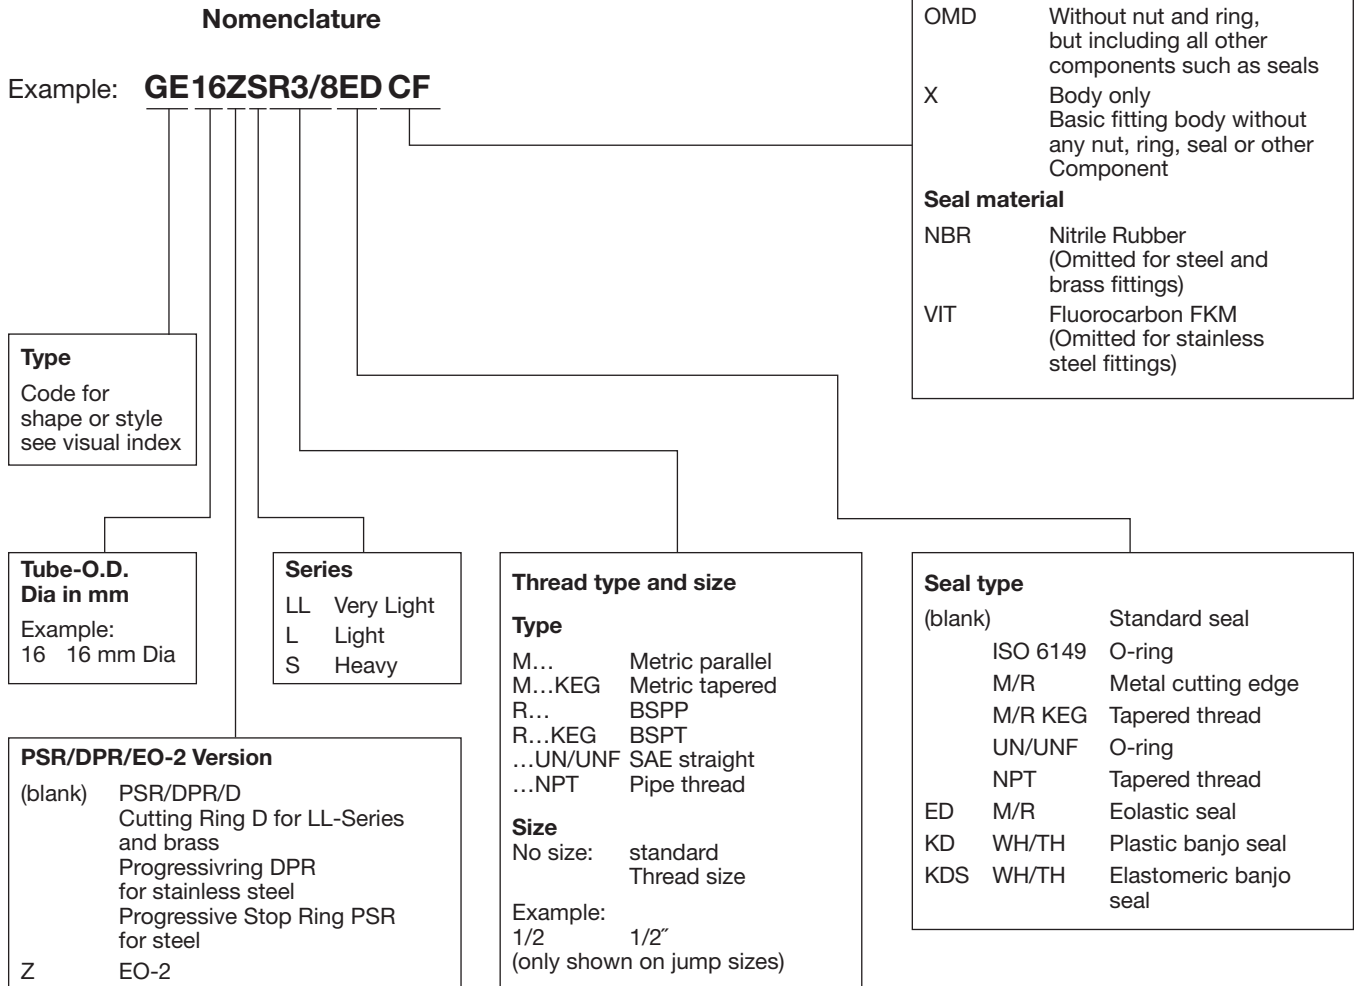 Nomenclature
Example: GE16ZSR3/8ED CF
OMD Without nut and ring,
but including all other
components such as seals
X Body only
Basic fitting body without
any nut, ring, seal or other
Component
Seal material
NBR Nitrile Rubber
(Omitted for steel and
brass fittings)
VIT Fluorocarbon FKM
(Omitted for stainless
steel fittings)
Type
Code for
shape or style
see visual index
Tube-O.D.
Dia in mm
Example:
16 16 mm Dia
Series
LL Very Light
L Light
S Heavy
PSR/DPR/EO-2 Version
(blank) PSR/DPR/D
Cutting Ring D for LL-Series
and brass
Progressivring DPR
for stainless steel
Progressive Stop Ring PSR
for steel
Z EO-2
Thread type and size
Type
M... Metric parallel
M...KEG Metric tapered
R... BSPP
R...KEG BSPT
...UN/UNF SAE straight
...NPT Pipe thread
Size
No size: standard
Thread size
Example:
1/2 1/2˝
(only shown on jump sizes)
Seal type
(blank) Standard seal
ISO 6149 O-ring
M/R Metal cutting edge
M/R KEG Tapered thread
UN/UNF O-ring
NPT Tapered thread
ED M/R Eolastic seal
KD WH/TH Plastic banjo seal
KDS WH/TH Elastomeric banjo
seal